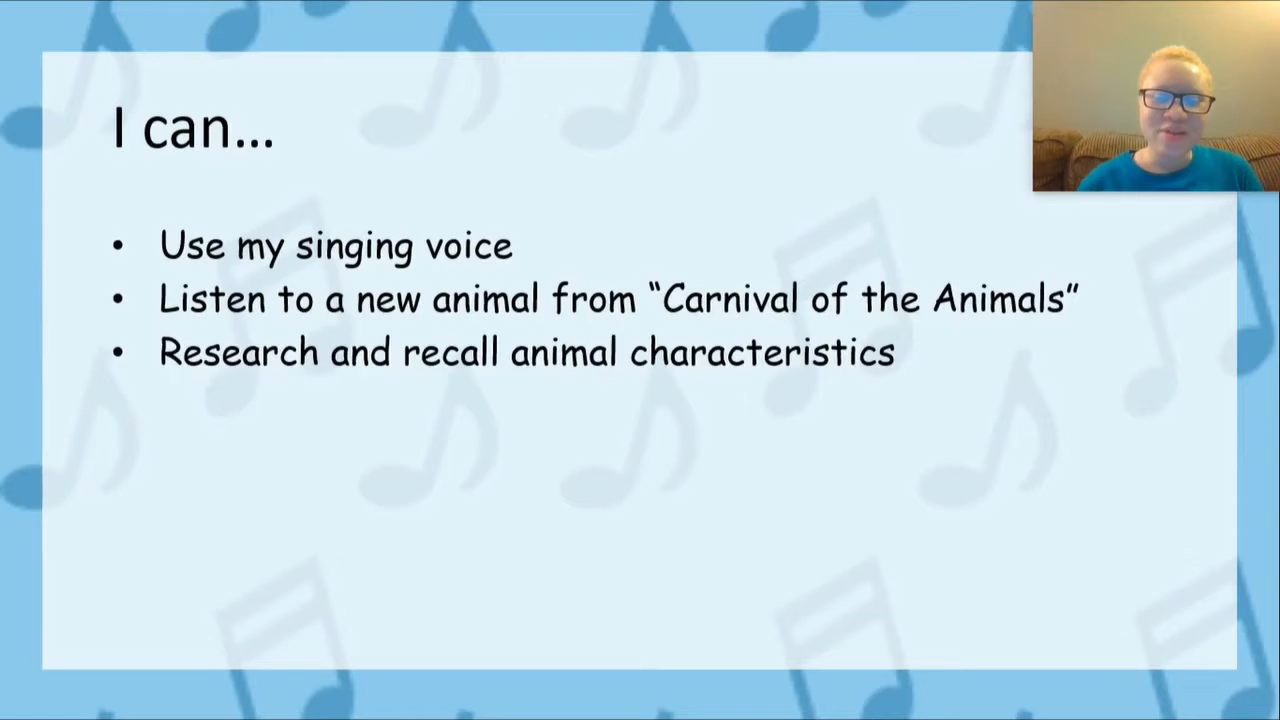 I can...
• Use my singing voice
• Listen to a new animal from “Carnival of the Animals”
• Research and recall animal characteristics